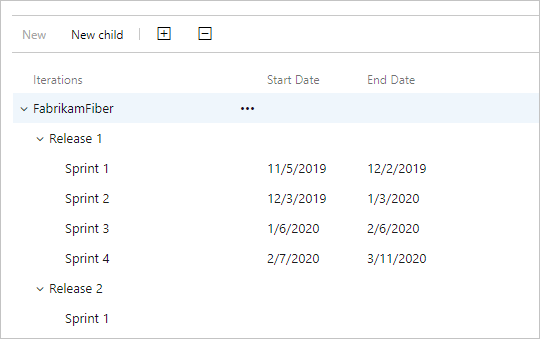 New New child
Iterations Start Date End Date
FabrikamFiber ...
Release 1
Sprint 1 11/5/2019 12/2/2019
Sprint 2 12/3/2019 1/3/2020
Sprint 3 1/6/2020 2/6/2020
Sprint 4 2/7/2020 3/11/2020
Release 2
Sprint 1